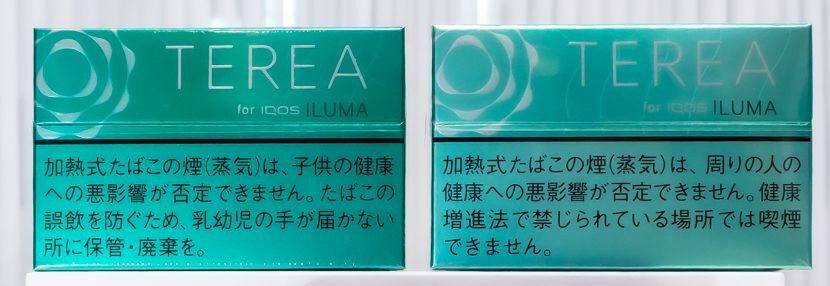 TEREA
for IQOS ILUMA
加熱式たばこの煙(蒸気)は、子供の健康
への悪影響が否定できません。たばこの
誤飲を防ぐため、乳幼児の手が届かない
所に保管・廃棄を。
TEREA
for IQOS ILUMA
加熱式たばこの煙(蒸気)は、周りの人の
健康への悪影響が否定できません。健康
増進法で禁じられている場所では喫煙
できません。